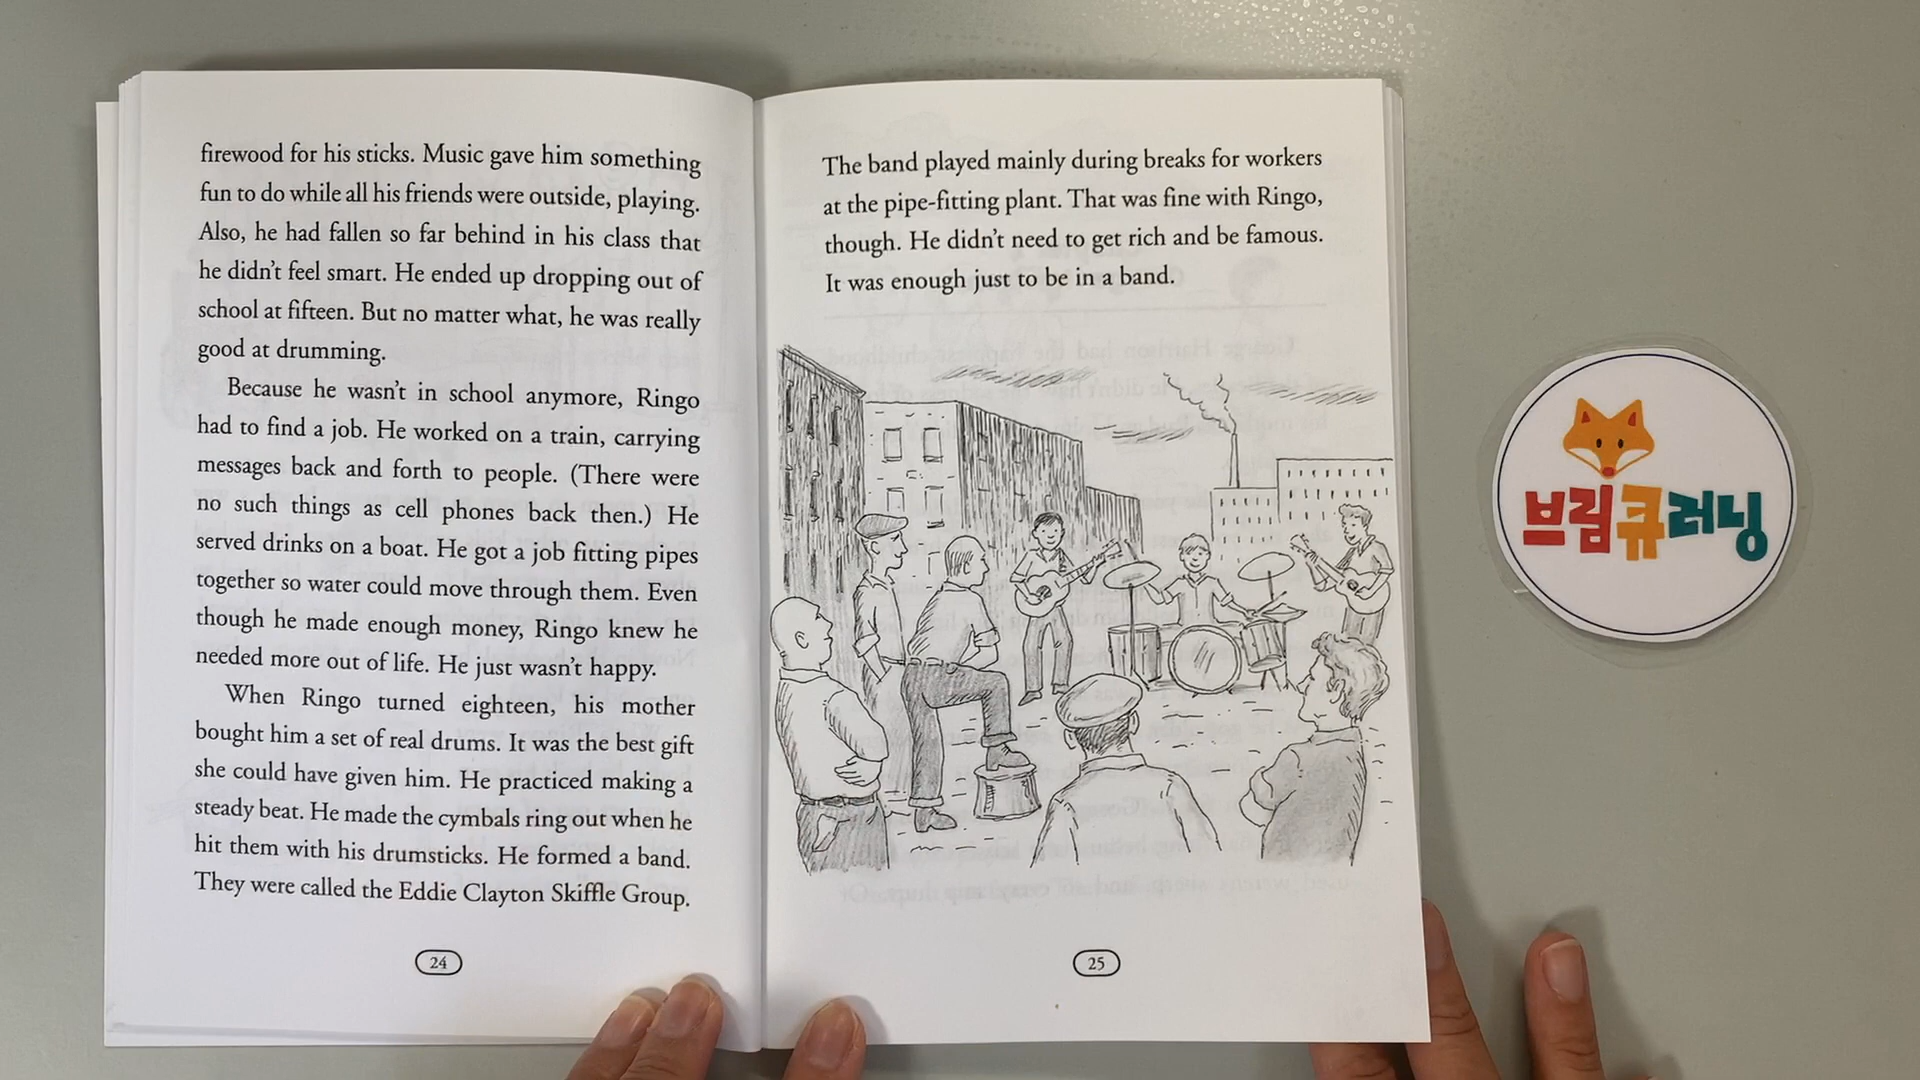 firewood for his sticks. Music gave him something
fun to do while all his friends were outside, playing.
Also, he had fallen so far behind in his class that
he didn't feel smart. He ended up dropping out of
school at fifteen. But no matter what, he was really
good at drumming.
Because he wasn't in school anymore, Ringo
had to find a job. He worked on a train, carrying
messages back and forth to people. (There were
no such things as cell phones back then.) He
served drinks on a boat. He got a job fitting pipes
together so water could move through them. Even
though he made enough money, Ringo knew he
needed more out of life. He just wasn't happy.
When Ringo turned eighteen, his mother
bought him a set of real drums. It was the best gift
she could have given him. He practiced making a
steady beat. He made the cymbals ring out when he
hit them with his drumsticks. He formed a band.
They were called the Eddie Clayton Skiffle Group.
24
The band played mainly during breaks for workers
at the pipe-fitting plant. That was fine with Ringo,
though. He didn't need to get rich and be famous.
It was enough just to be in a band.
25
브림큐러닝